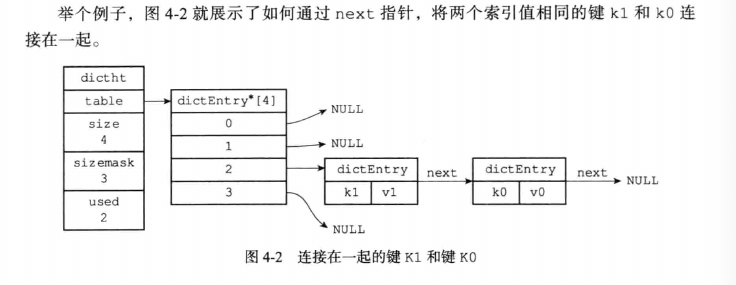 举个例子，图 4-2 就展示了如何通过 next 指针，将两个索引值相同的键 k1 和 k0 连
接在一起。
dictht
table
size
4
sizemask
3
used
2
dictEntry*[4]
0
1
2
3
NULL
NULL
dictEntry
k1 v1
next
dictEntry
k0 v0
next
NULL
NULL
图 4-2 连接在一起的键 K1 和键 K0